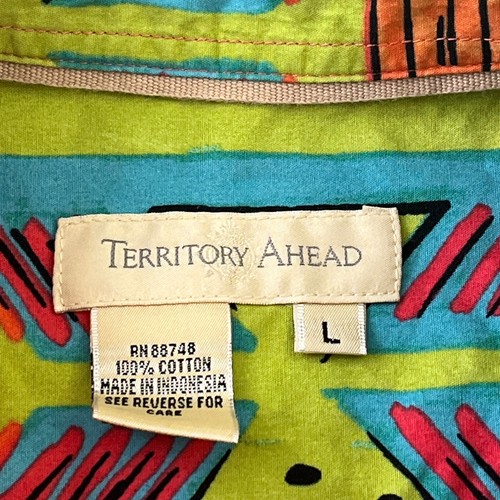 TERRITORY AHEAD
L
RN 88748
100% COTTON
MADE IN INDONESIA
SEE REVERSE FOR
CARE